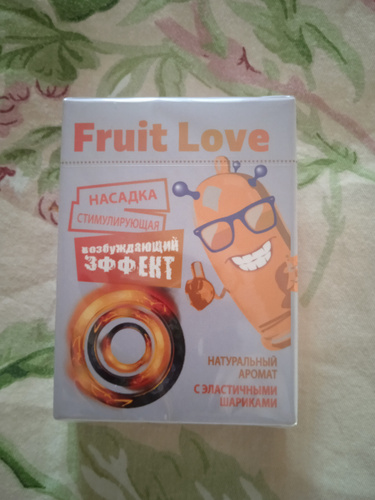 Fruit Love
НАСАДКА
СТИМУЛИРУЮЩАЯ
возбуждающий
ЭФФЕКТ
НАТУРАЛЬНЫЙ
АРОМАТ
С ЭЛАСТИЧНЫМИ
ШАРИКАМИ